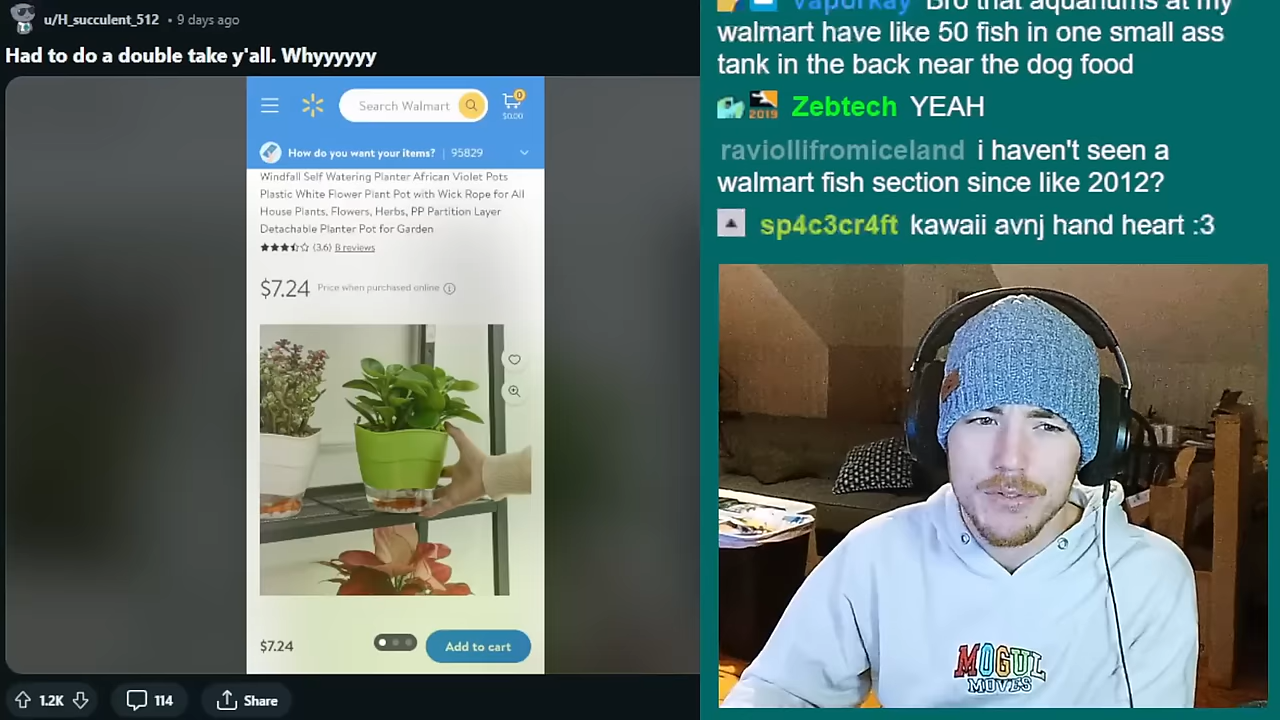 u/H_succulent_512 • 9 days ago
Had to do a double take y'all. Whyyyyyy
Search Walmart
0
$0.00
How do you want your items? | 95829
Windfall Self Watering Planter African Violet Pots
Plastic White Flower Plant Pot with Wick Rope for All
House Plants, Flowers, Herbs, PP Partition Layer
Detachable Planter Pot for Garden
(3.6) 8 reviews
$7.24 Price when purchased online
$7.24
Add to cart
1.2K
114
Share
vaporkay Bro that aquariums at my
walmart have like 50 fish in one small ass
tank in the back near the dog food
2019 Zebtech YEAH
raviollifromiceland i haven't seen a
walmart fish section since like 2012?
sp4c3cr4ft kawaii avnj hand heart :3
MOGUL
MOVES